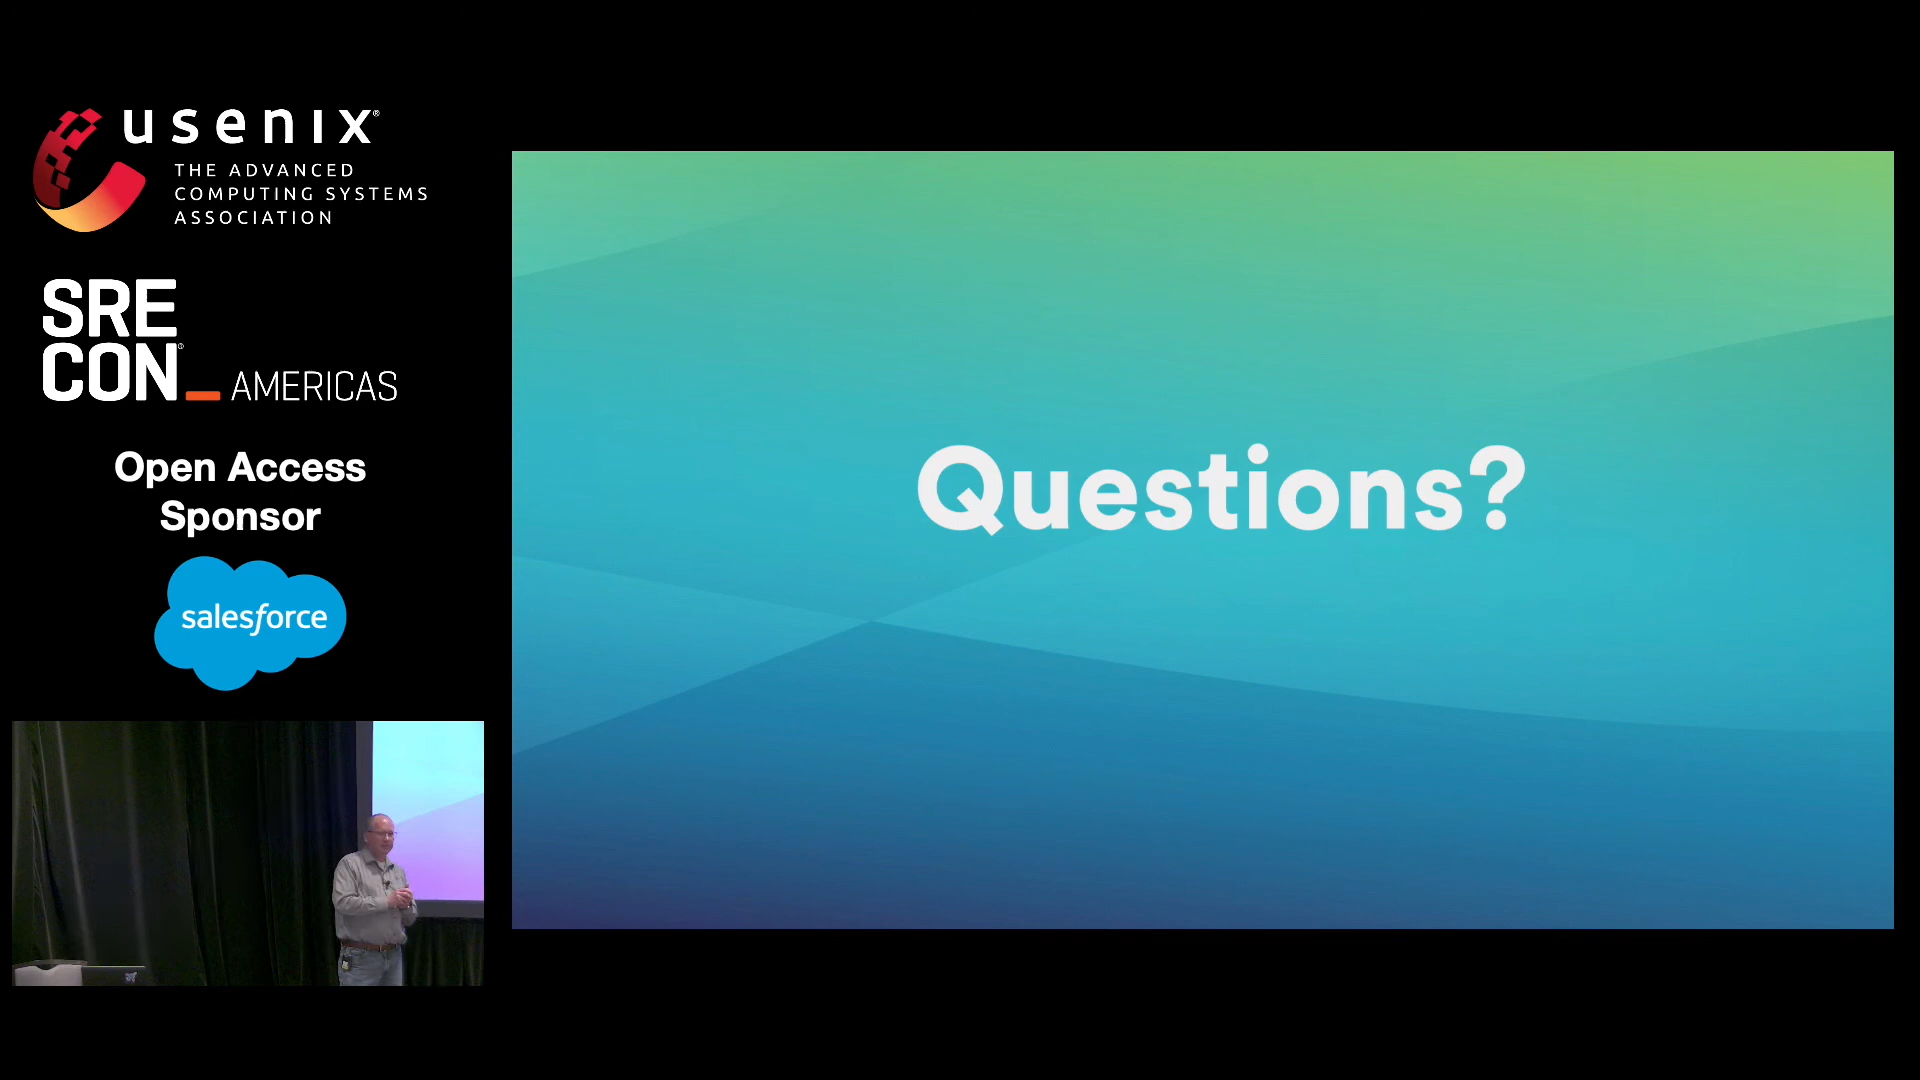 usenix®
THE ADVANCED
COMPUTING SYSTEMS
ASSOCIATION
SRE
CON®
_ AMERICAS
Open Access
Sponsor
salesforce
Questions?